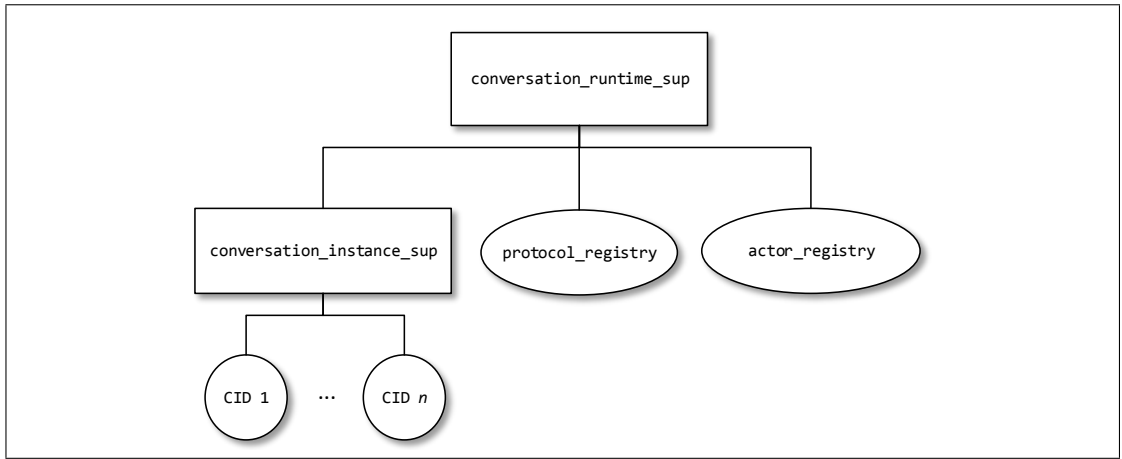 conversation_runtime_sup
conversation_instance_sup
protocol_registry
actor_registry
CID 1
...
CID n